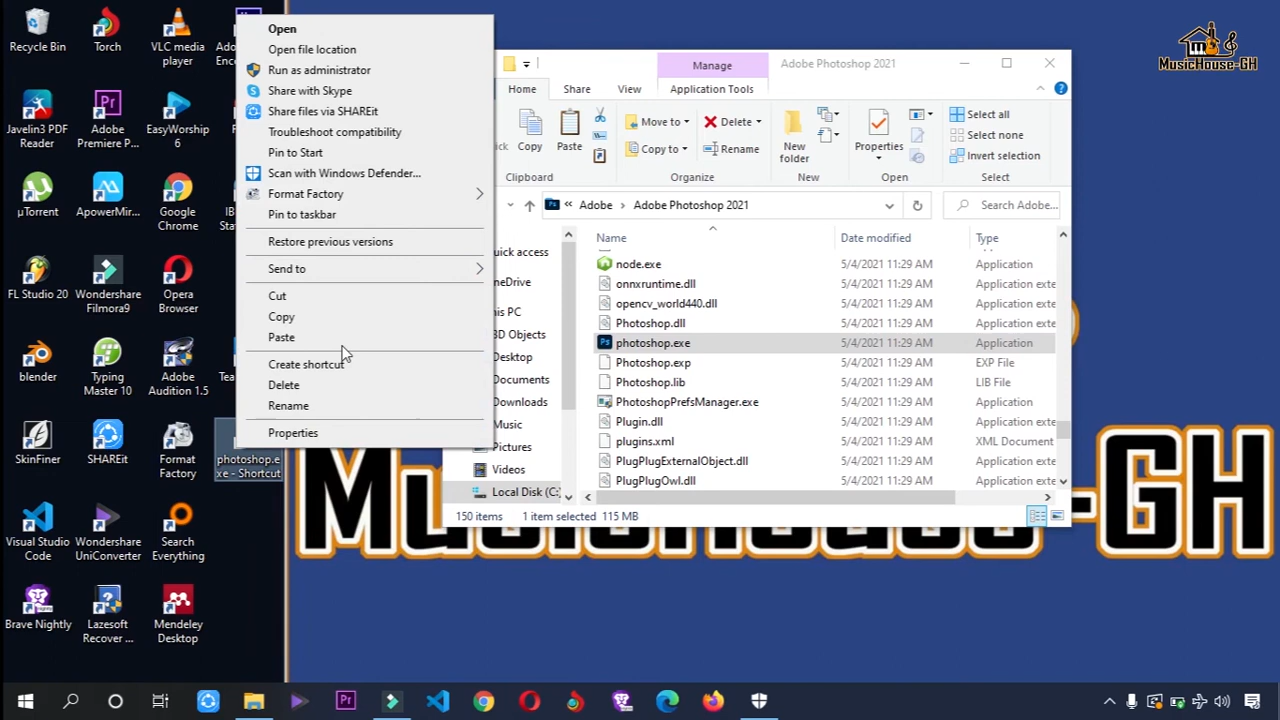 Recycle Bin
Torch
VLC media
player
Javelin3 PDF
Reader
Adobe
Premiere P...
EasyWorship
6
µTorrent
ApowerMir...
Google
Chrome
FL Studio 20
Wondershare
Filmora9
Opera
Browser
blender
Typing
Master 10
Adobe
Audition 1.5
SkinFiner
SHAREit
Format
Factory
photoshop.e
xe - Shortcut
Visual Studio
Code
Wondershare
UniConverter
Search
Everything
Brave Nightly
Lazesoft
Recover ...
Mendeley
Desktop
Open
Open file location
Run as administrator
Share with Skype
Share files via SHAREit
Troubleshoot compatibility
Pin to Start
Scan with Windows Defender...
Format Factory
Pin to taskbar
Restore previous versions
Send to
Cut
Copy
Paste
Create shortcut
Delete
Rename
Properties
Manage
Adobe Photoshop 2021
Home
Share
View
Application Tools
Copy
Paste
Move to
Copy to
Delete
Rename
New
folder
Properties
Select all
Select none
Invert selection
Clipboard
Organize
New
Open
Select
« Adobe › Adobe Photoshop 2021
Search Adobe...
Name
Date modified
Type
node.exe 5/4/2021 11:29 AM Application
onnxruntime.dll 5/4/2021 11:29 AM Application exte
opencv_world440.dll 5/4/2021 11:29 AM Application exte
Photoshop.dll 5/4/2021 11:29 AM Application exte
photoshop.exe 5/4/2021 11:29 AM Application
Photoshop.exp 5/4/2021 11:29 AM EXP File
Photoshop.lib 5/4/2021 11:29 AM LIB File
PhotoshopPrefsManager.exe 5/4/2021 11:29 AM Application
Plugin.dll 5/4/2021 11:29 AM Application exte
plugins.xml 5/4/2021 11:29 AM XML Document
PlugPlugExternalObject.dll 5/4/2021 11:29 AM Application exte
PlugPlugOwl.dll 5/4/2021 11:29 AM Application exte
uick access
neDrive
his PC
3D Objects
Desktop
Documents
Downloads
Music
Pictures
Videos
Local Disk (C:)
150 items
1 item selected 115 MB
MusicHouse-GH
MusicHouse-GH